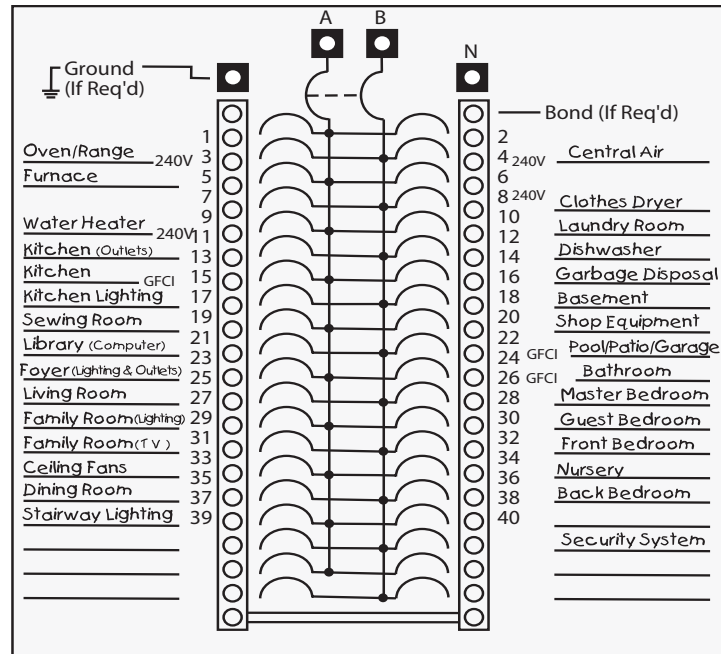 A B
N
Ground
(If Req'd)
Bond (If Req'd)
1 2
Oven/Range 240V 3 4 240V Central Air
Furnace 5 6
7 8 240V Clothes Dryer
9 10
Water Heater 240V 11 12 Laundry Room
Kitchen (Outlets) 13 14 Dishwasher
Kitchen GFCI 15 16 Garbage Disposal
Kitchen Lighting 17 18 Basement
Sewing Room 19 20 Shop Equipment
Library (Computer) 21 22
23 24 GFCI Pool/Patio/Garage
Foyer (Lighting & Outlets) 25 26 GFCI Bathroom
Living Room 27 28 Master Bedroom
Family Room (Lighting) 29 30 Guest Bedroom
Family Room (T V) 31 32 Front Bedroom
33 34
Ceiling Fans 35 36 Nursery
Dining Room 37 38 Back Bedroom
Stairway Lighting 39 40
Security System